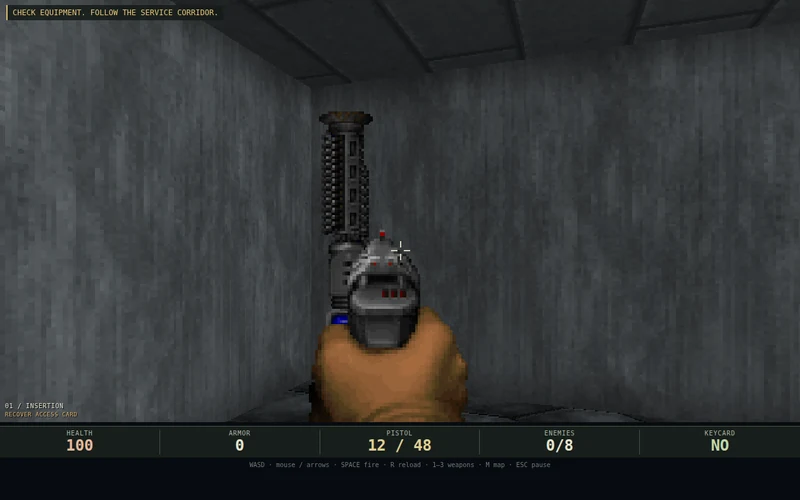 CHECK EQUIPMENT. FOLLOW THE SERVICE CORRIDOR.
01 / INSERTION
RECOVER ACCESS CARD
HEALTH ARMOR PISTOL ENEMIES KEYCARD
100 0 12 / 48 0/8 NO
WASD · mouse / arrows · SPACE fire · R reload · 1–3 weapons · M map · ESC pause